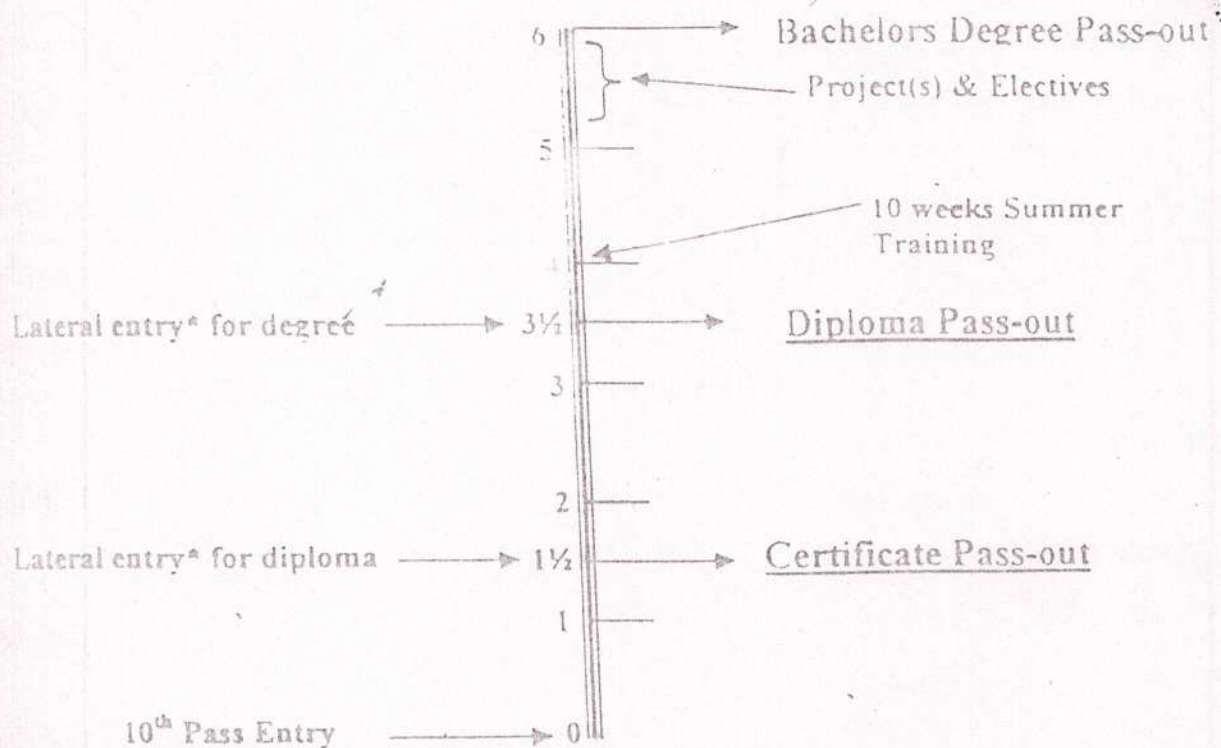 6 Bachelors Degree Pass-out
Project(s) & Electives
5
10 weeks Summer
Training
4
Lateral entry* for degree 3½ Diploma Pass-out
3
2
Lateral entry* for diploma 1½ Certificate Pass-out
1
10th Pass Entry 0